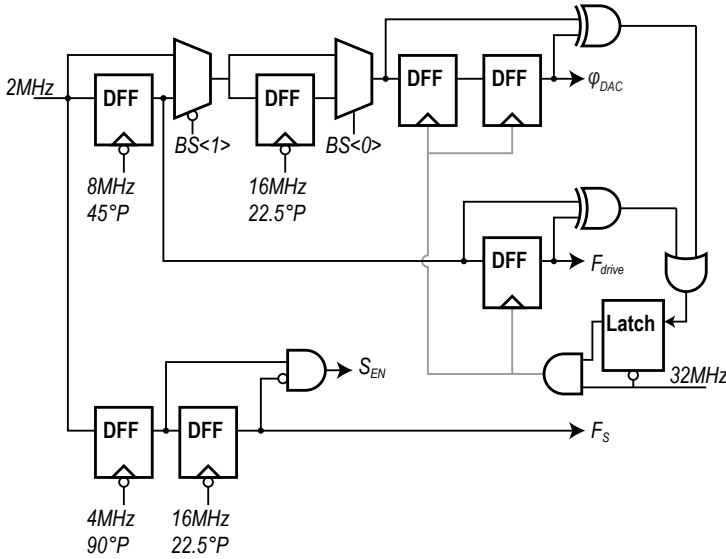 2MHz
DFF
BS<1>
DFF
BS<0>
DFF
DFF
φDAC
8MHz
45°P
16MHz
22.5°P
DFF
Fdrive
Latch
32MHz
SEN
DFF
DFF
FS
4MHz
90°P
16MHz
22.5°P